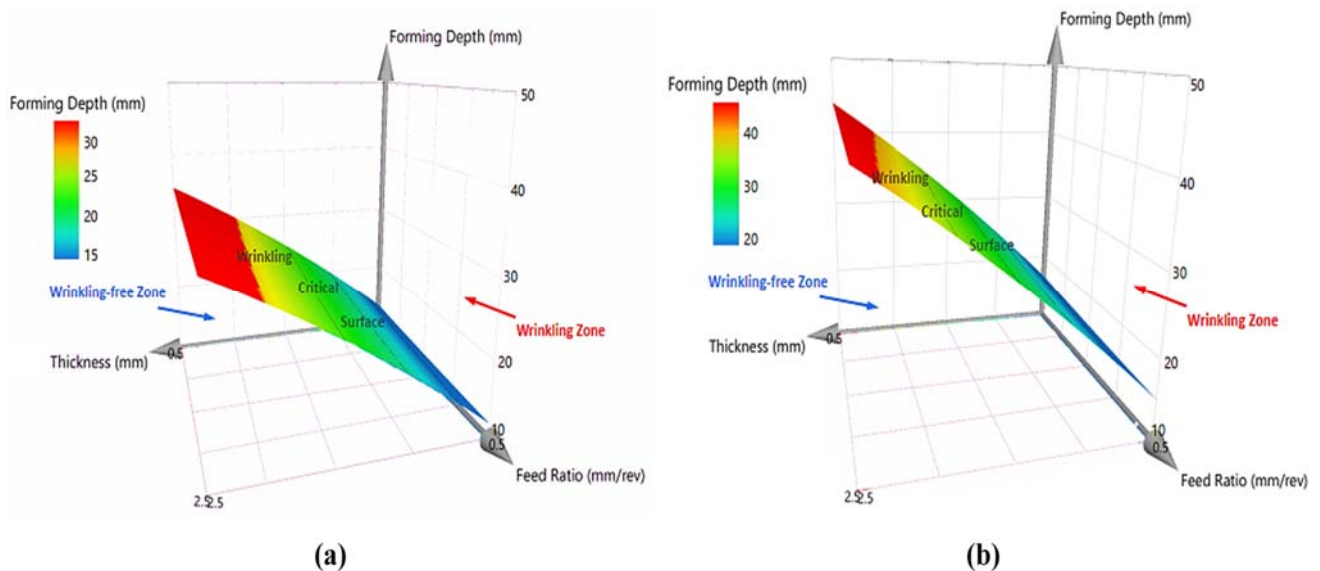 Forming Depth (mm)
50
Forming Depth (mm)
30
25
20
15
40
Wrinkling
Critical
Surface
30
Wrinkling-free Zone
Wrinkling Zone
Thickness (mm)
0.5
20
10
0.5
Feed Ratio (mm/rev)
2.5
2.5
(a)
Forming Depth (mm)
50
Forming Depth (mm)
40
30
20
40
Wrinkling
Critical
Surface
30
Wrinkling-free Zone
Wrinkling Zone
Thickness (mm)
0.5
20
10
0.5
Feed Ratio (mm/rev)
2.5
2.5
(b)